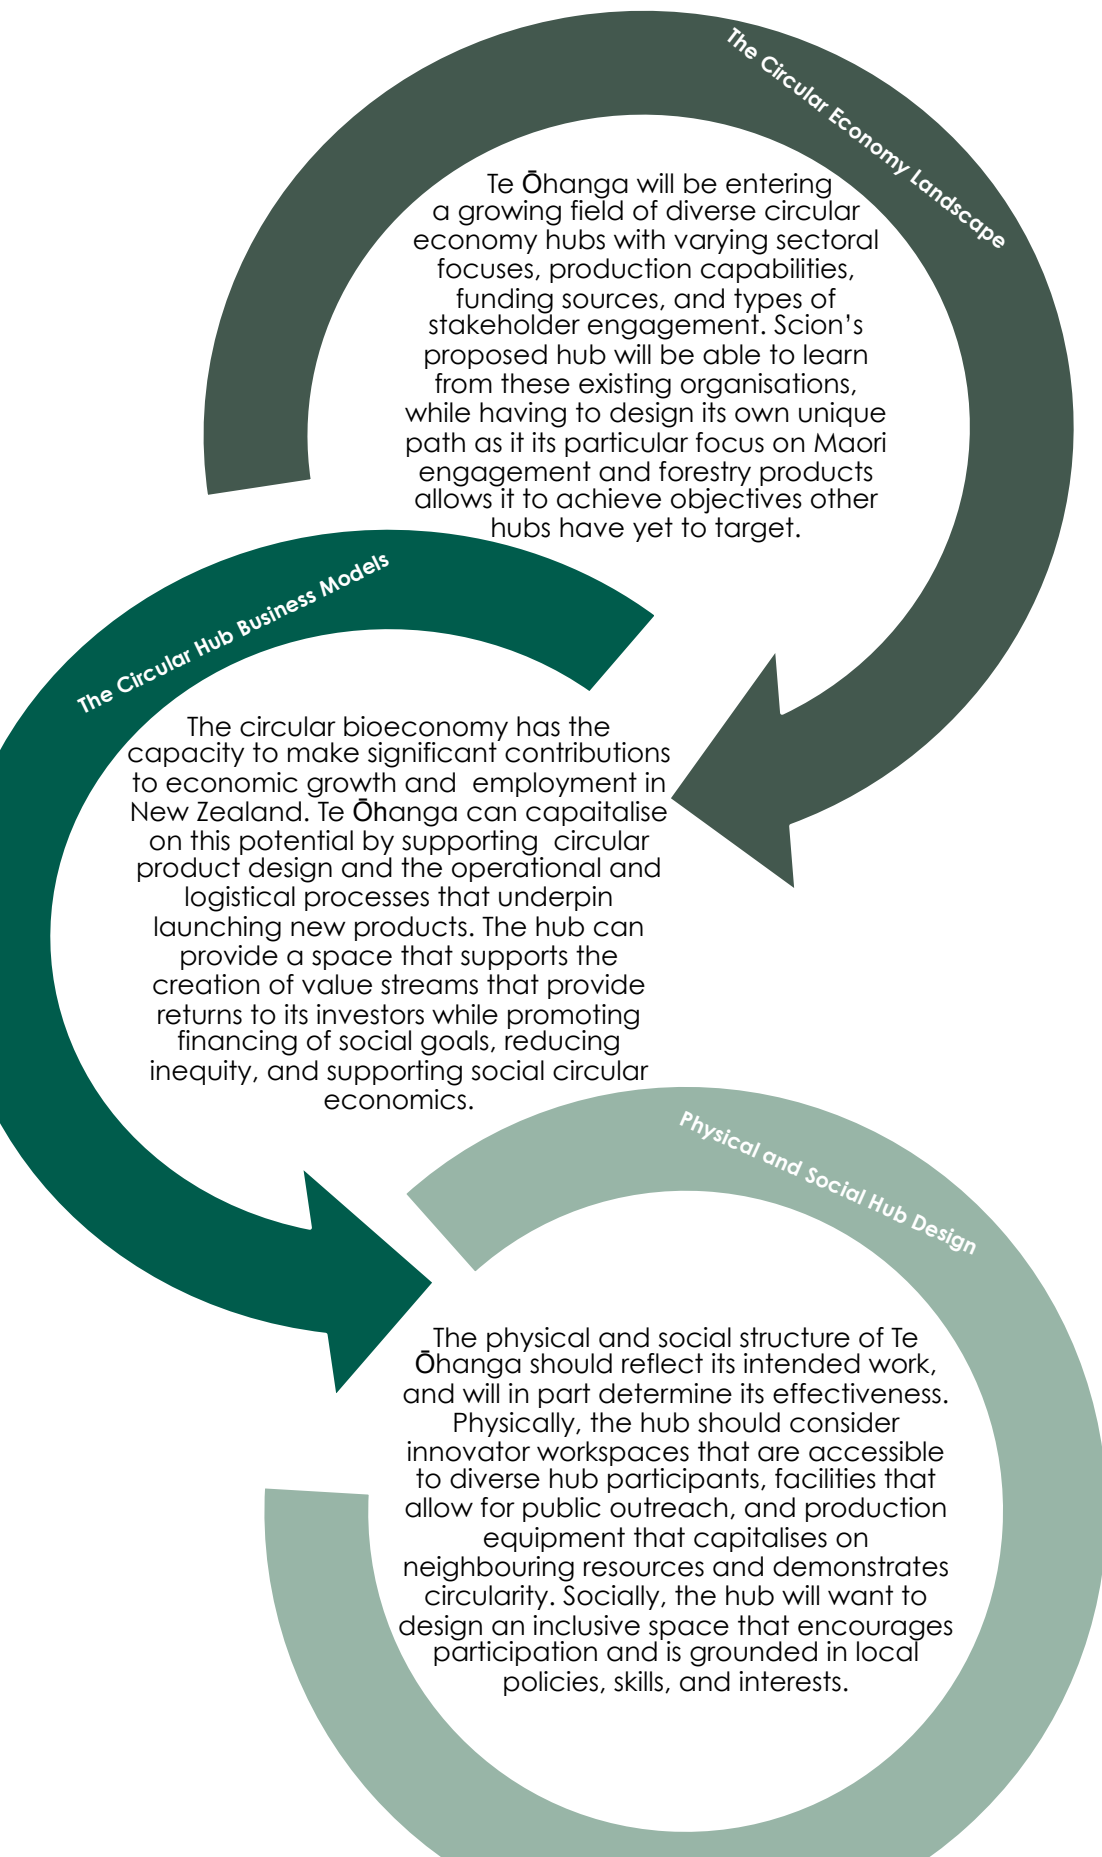 The Circular Economy Landscape
Te Ōhanga will be entering
a growing field of diverse circular
economy hubs with varying sectoral
focuses, production capabilities,
funding sources, and types of
stakeholder engagement. Scion’s
proposed hub will be able to learn
from these existing organisations,
while having to design its own unique
path as it its particular focus on Maori
engagement and forestry products
allows it to achieve objectives other
hubs have yet to target.
The Circular Hub Business Models
The circular bioeconomy has the
capacity to make significant contributions
to economic growth and  employment in
New Zealand. Te Ōhanga can capaitalise
on this potential by supporting  circular
product design and the operational and
logistical processes that underpin
launching new products. The hub can
provide a space that supports the
creation of value streams that provide
returns to its investors while promoting
financing of social goals, reducing
inequity, and supporting social circular
economics.
Physical and Social Hub Design
The physical and social structure of Te
Ōhanga should reflect its intended work,
and will in part determine its effectiveness.
Physically, the hub should consider
innovator workspaces that are accessible
to diverse hub participants, facilities that
allow for public outreach, and production
equipment that capitalises on
neighbouring resources and demonstrates
circularity. Socially, the hub will want to
design an inclusive space that encourages
participation and is grounded in local
policies, skills, and interests.